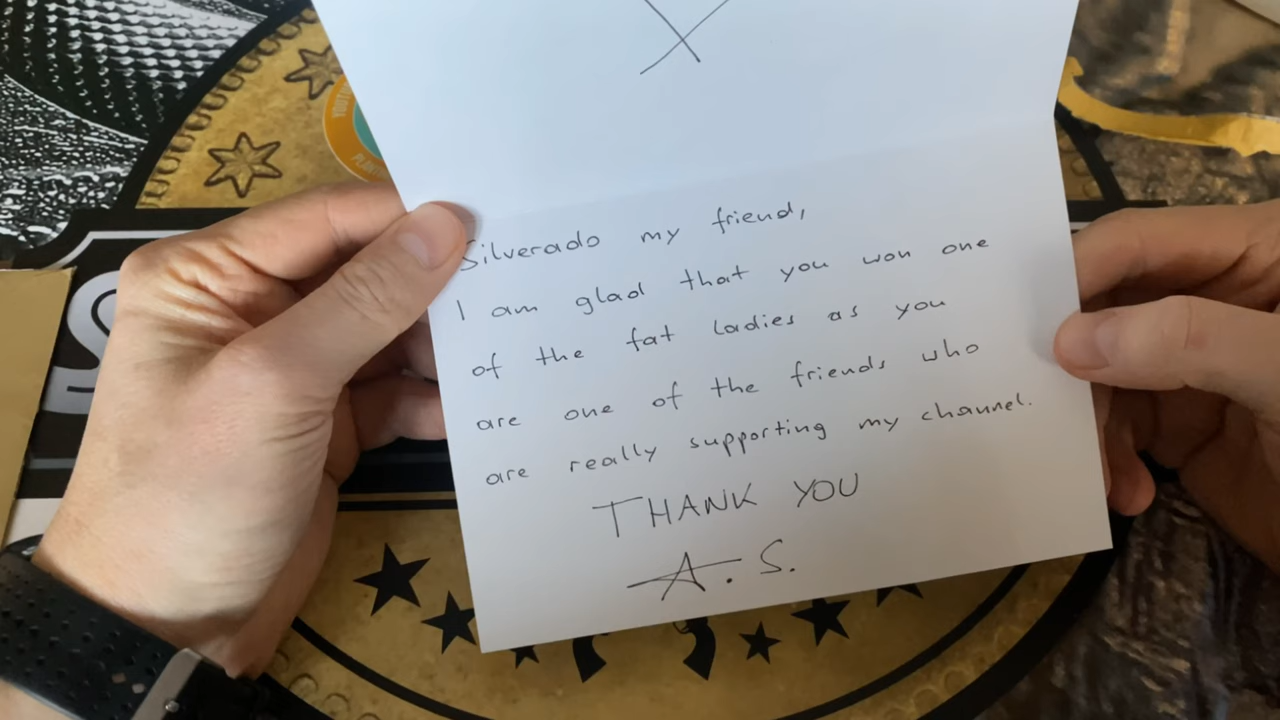 Silverado my friend,
I am glad that you won one
of the fat ladies as you
are one of the friends who
are really supporting my channel.
THANK YOU
A.S.